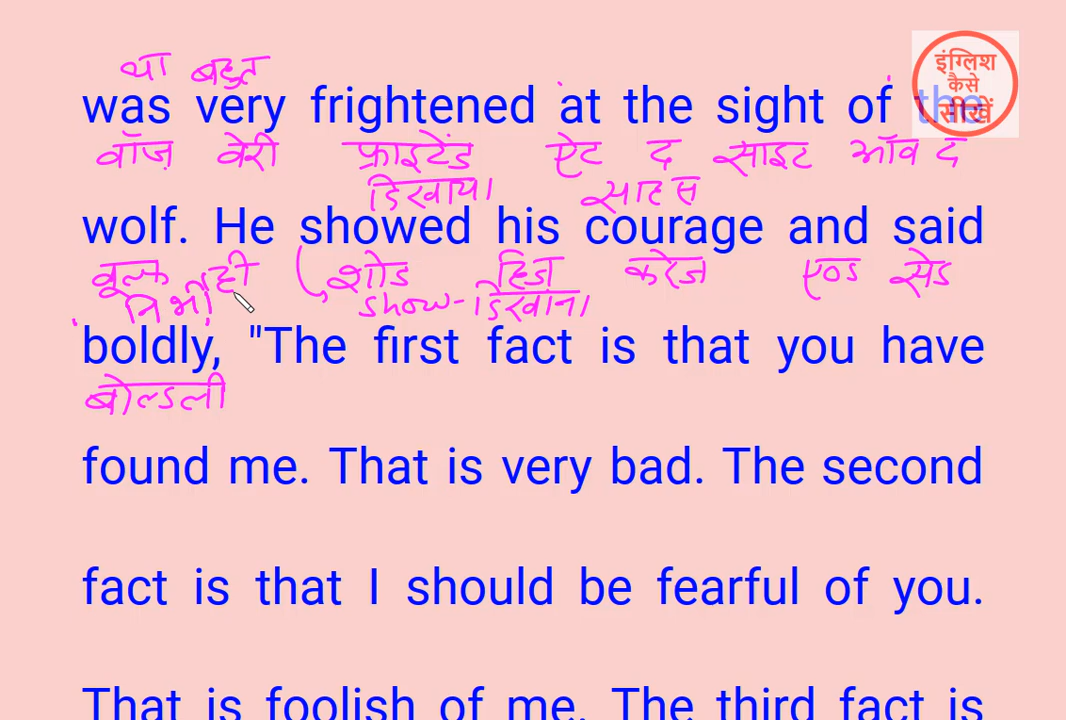 था बहुत
इंग्लिश
कैसे
सीखें
was very frightened at the sight of the
वॉज़ वेरी फ्राइटेंड ऐट द साइट ऑव द
दिखाया साहस
wolf. He showed his courage and said
वूल्फ ही शोड हिज़ करेज एण्ड सेड
show-दिखाना
boldly, "The first fact is that you have
बोल्डली
found me. That is very bad. The second
fact is that I should be fearful of you.
That is foolish of me. The third fact is